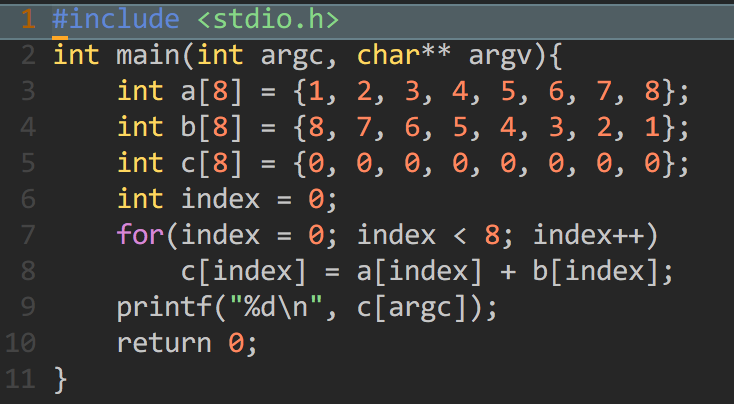 1 #include <stdio.h>
2 int main(int argc, char** argv){
3     int a[8] = {1, 2, 3, 4, 5, 6, 7, 8};
4     int b[8] = {8, 7, 6, 5, 4, 3, 2, 1};
5     int c[8] = {0, 0, 0, 0, 0, 0, 0, 0};
6     int index = 0;
7     for(index = 0; index < 8; index++)
8         c[index] = a[index] + b[index];
9     printf("%d\n", c[argc]);
10     return 0;
11 }